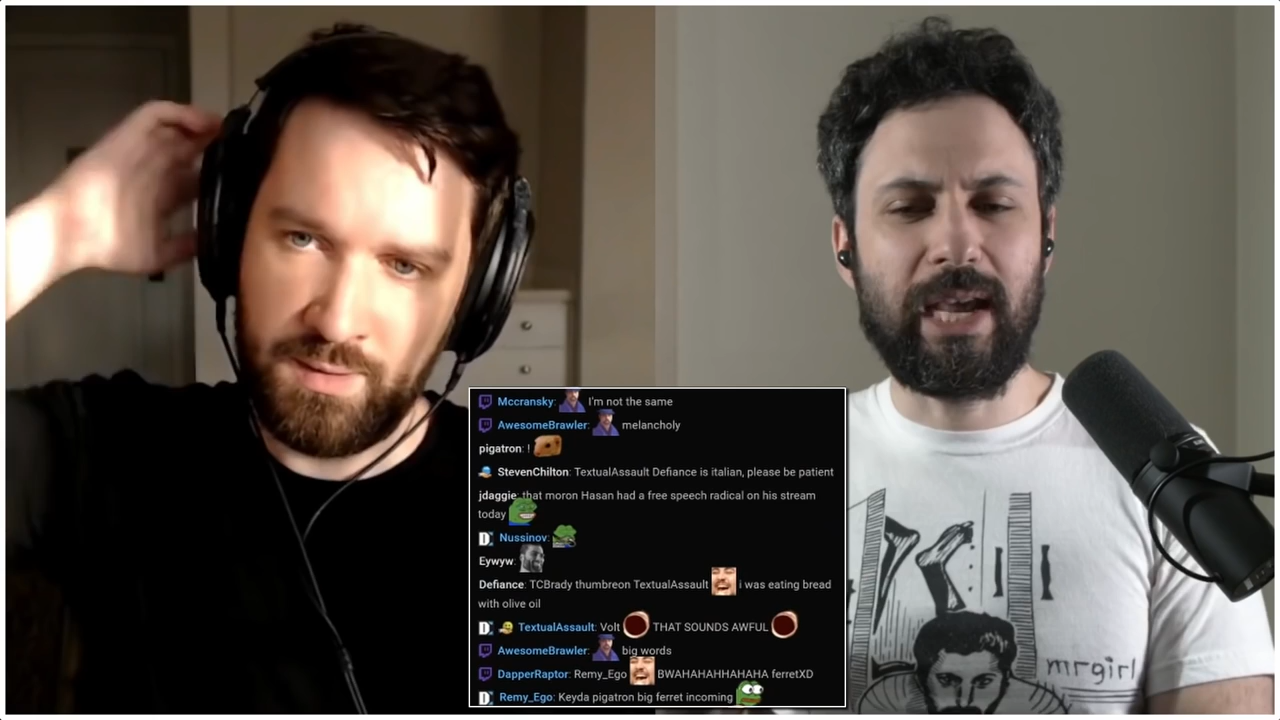 Mccransky: I'm not the same
AwesomeBrawler: melancholy
pigatron: !
StevenChilton: TextualAssault Defiance is italian, please be patient
jdaggie: that moron Hasan had a free speech radical on his stream
today
Nussinov:
Eywyw:
Defiance: TCBrady thumbreon TextualAssault i was eating bread
with olive oil
TextualAssault: Volt THAT SOUNDS AWFUL
AwesomeBrawler: big words
DapperRaptor: Remy_Ego BWAHAHAHHAHAHA ferretXD
Remy_Ego: Keyda pigatron big ferret incoming
mrgirl